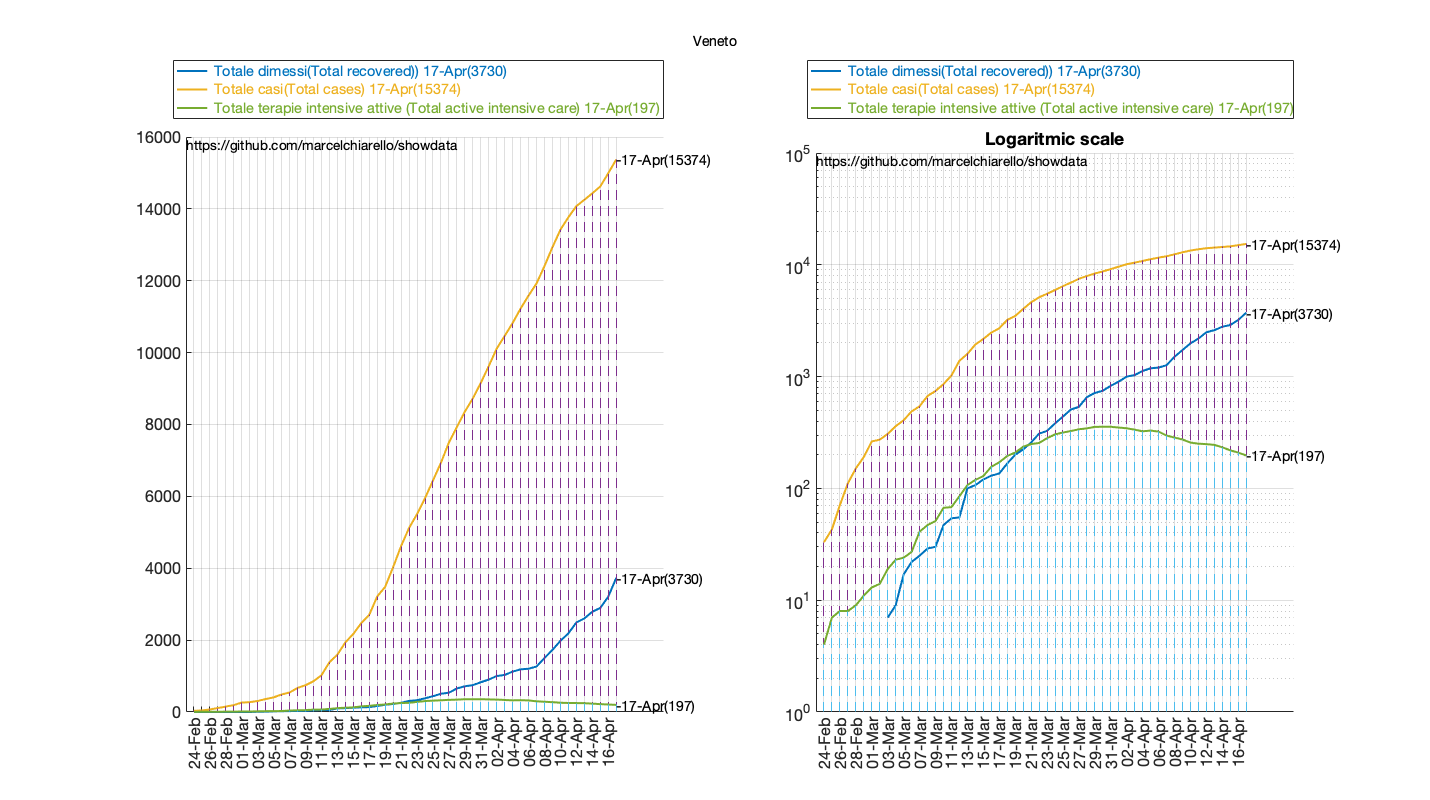 Veneto
Totale dimessi(Total recovered)) 17-Apr(3730)
Totale casi(Total cases) 17-Apr(15374)
Totale terapie intensive attive (Total active intensive care) 17-Apr(197)
https://github.com/marcelchiarello/showdata
16000
14000
12000
10000
8000
6000
4000
2000
0
17-Apr(15374)
17-Apr(3730)
17-Apr(197)
24-Feb
26-Feb
28-Feb
01-Mar
03-Mar
05-Mar
07-Mar
09-Mar
11-Mar
13-Mar
15-Mar
17-Mar
19-Mar
21-Mar
23-Mar
25-Mar
27-Mar
29-Mar
31-Mar
02-Apr
04-Apr
06-Apr
08-Apr
10-Apr
12-Apr
14-Apr
16-Apr
Totale dimessi(Total recovered)) 17-Apr(3730)
Totale casi(Total cases) 17-Apr(15374)
Totale terapie intensive attive (Total active intensive care) 17-Apr(197)
Logaritmic scale
https://github.com/marcelchiarello/showdata
10^5
10^4
10^3
10^2
10^1
10^0
17-Apr(15374)
17-Apr(3730)
17-Apr(197)
24-Feb
26-Feb
28-Feb
01-Mar
03-Mar
05-Mar
07-Mar
09-Mar
11-Mar
13-Mar
15-Mar
17-Mar
19-Mar
21-Mar
23-Mar
25-Mar
27-Mar
29-Mar
31-Mar
02-Apr
04-Apr
06-Apr
08-Apr
10-Apr
12-Apr
14-Apr
16-Apr